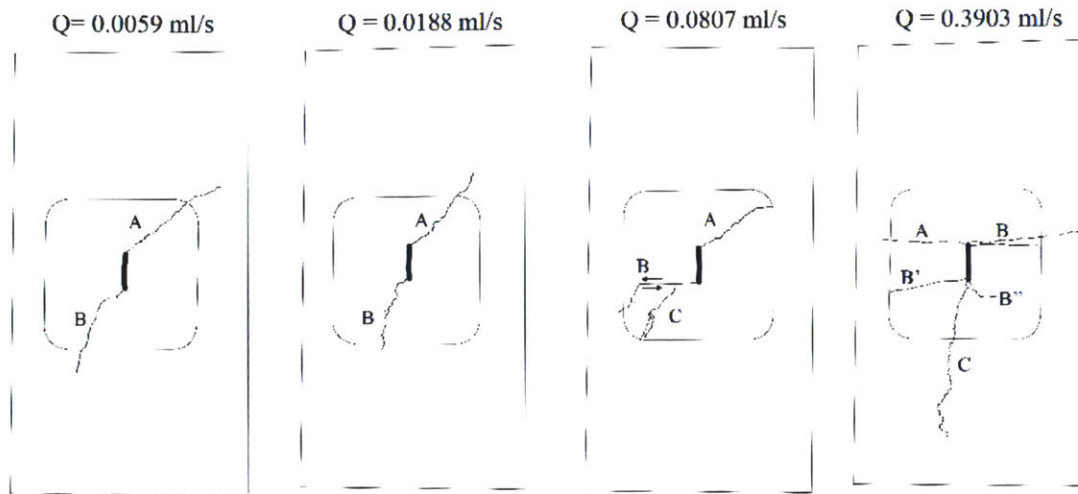 Q= 0.0059 ml/s
Q = 0.0188 ml/s
Q = 0.0807 ml/s
Q = 0.3903 ml/s
A
B
A
B
A
B
C
A
B
B'
B"
C